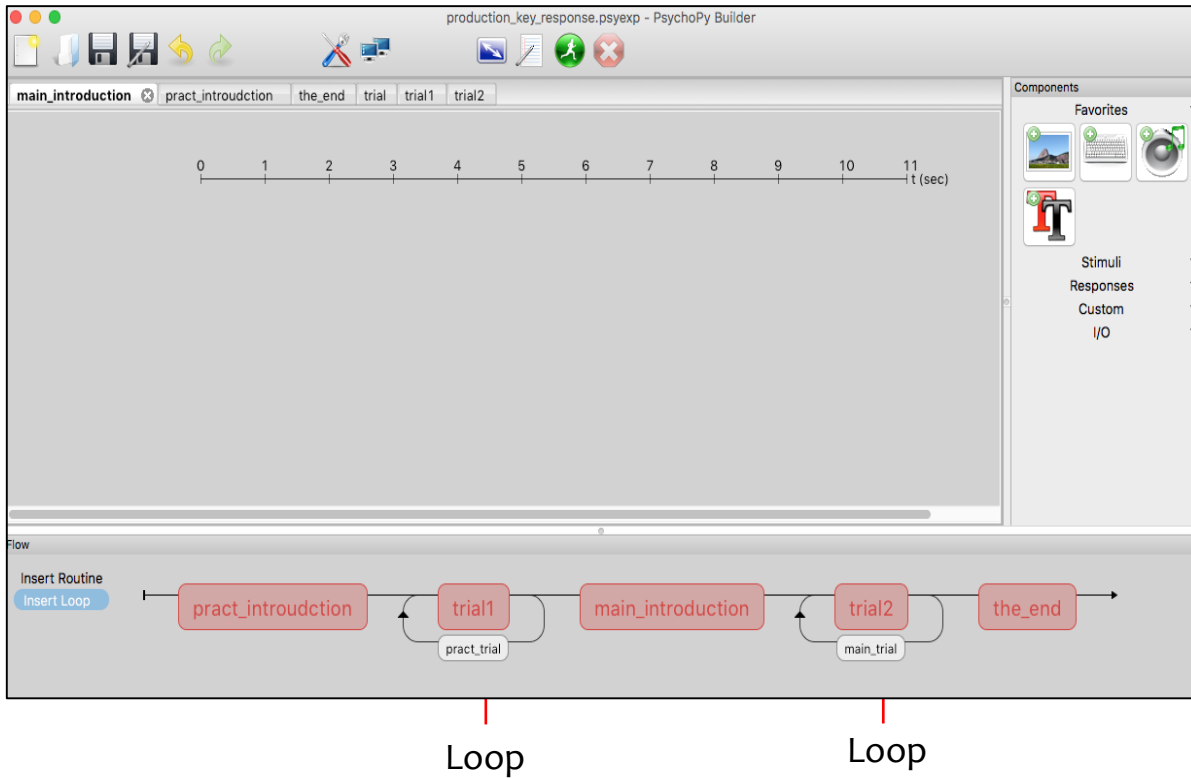 production_key_response.psyexp - PsychoPy Builder
main_introduction pract_introudction the_end trial trial1 trial2
0 1 2 3 4 5 6 7 8 9 10 11
t (sec)
Components
Favorites
Stimuli
Responses
Custom
I/O
Flow
Insert Routine
Insert Loop
pract_introudction trial1 main_introduction trial2 the_end
pract_trial main_trial
Loop Loop